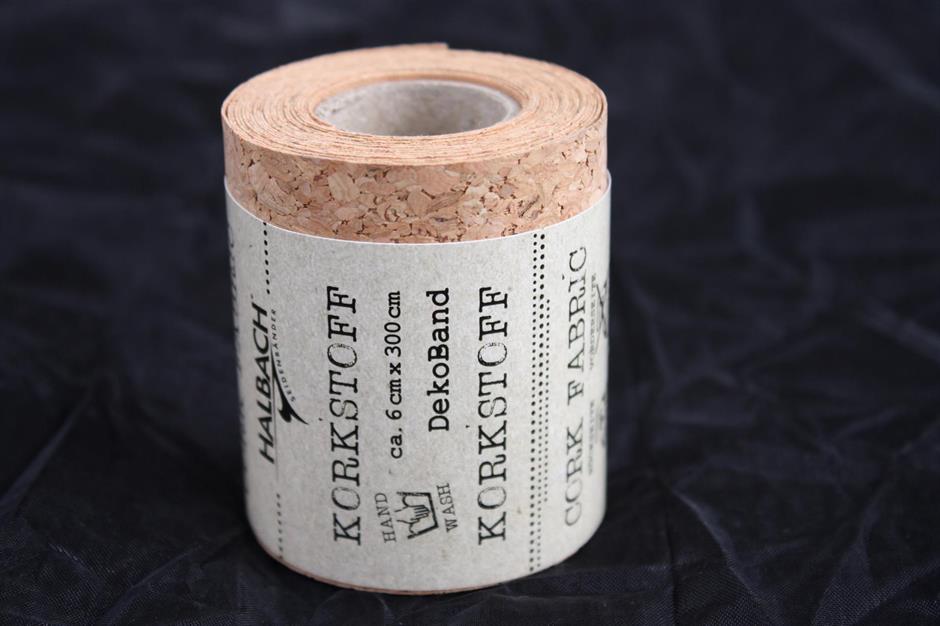 HALBACH
SEIDENBÄNDER
KORKSTOFF
HAND
WASH
ca. 6 cm x 300 cm
DekoBand
KORKSTOFF
CORK FABRIC